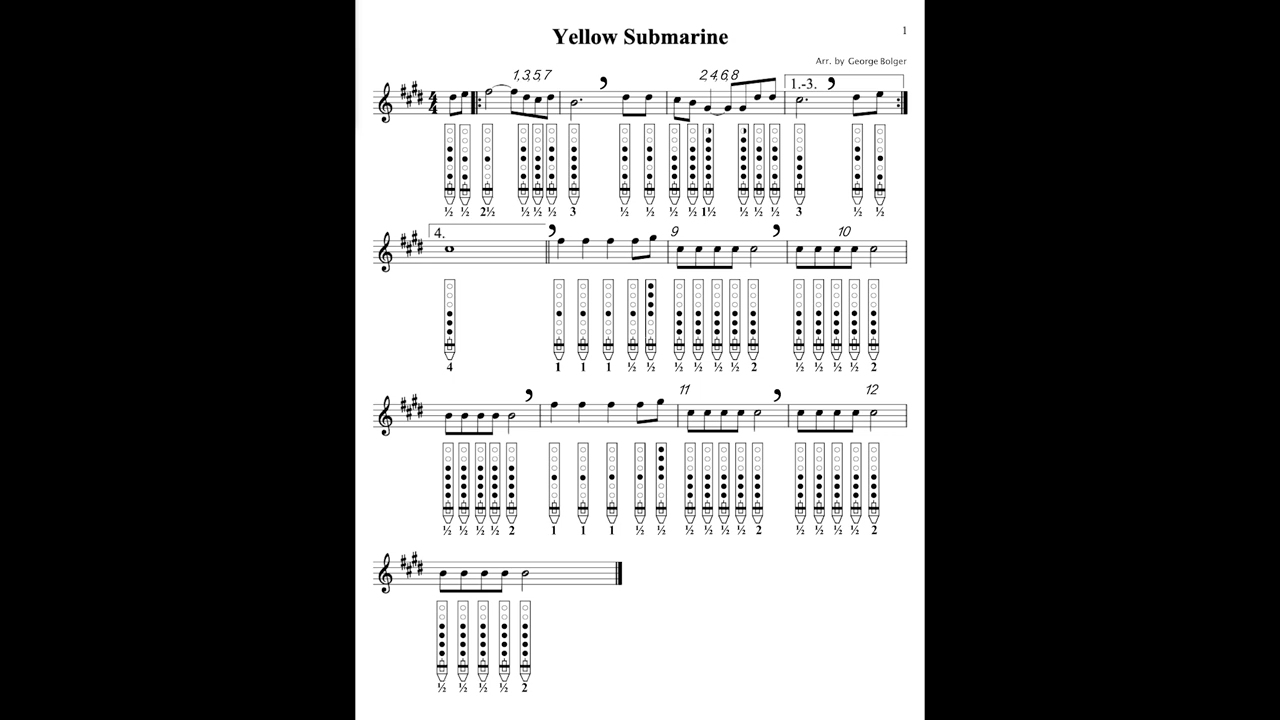 1
Yellow Submarine
Arr. by George Bolger
1,3,5,7 2,4,6,8 1.-3.
4
4
½ ½ 2½ ½ ½ ½ 3 ½ ½ ½ ½ 1½ ½ ½ ½ 3 ½ ½
4. 9 10
4 1 1 1 ½ ½ ½ ½ ½ ½ 2 ½ ½ ½ ½ 2
11 12
½ ½ ½ ½ 2 1 1 1 ½ ½ ½ ½ ½ ½ 2 ½ ½ ½ ½ 2
½ ½ ½ ½ 2